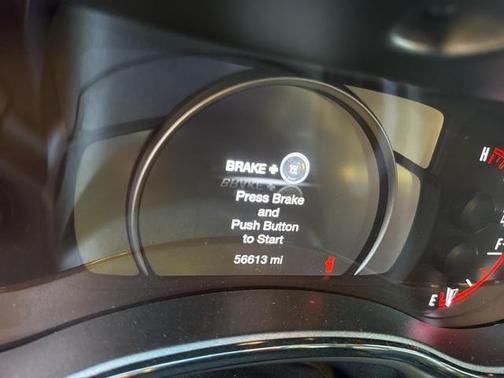 BRAKE +
Press Brake
and
Push Button
to Start
56613 mi
H
F
E